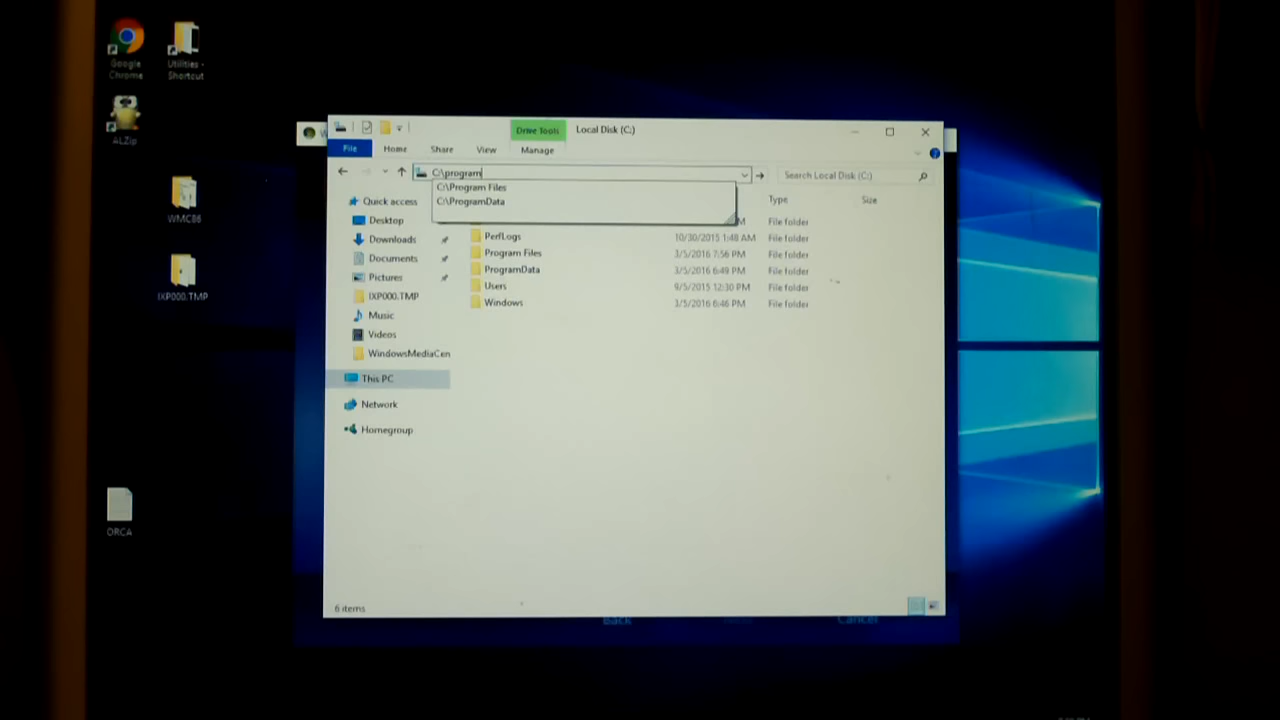 Google
Chrome
Utilities -
Shortcut
ALZip
WMC86
IXP000.TMP
ORCA
W
Drive Tools
Local Disk (C:)
File
Home
Share
View
Manage
C:\program
Search Local Disk (C:)
C:\Program Files
C:\ProgramData
Type
Size
Quick access
Desktop
Downloads
Documents
Pictures
IXP000.TMP
Music
Videos
WindowsMediaCen
This PC
Network
Homegroup
M File folder
PerfLogs 10/30/2015 1:48 AM File folder
Program Files 3/5/2016 7:56 PM File folder
ProgramData 3/5/2016 6:49 PM File folder
Users 9/5/2015 12:30 PM File folder
Windows 3/5/2016 6:46 PM File folder
6 items
Back
Cancel